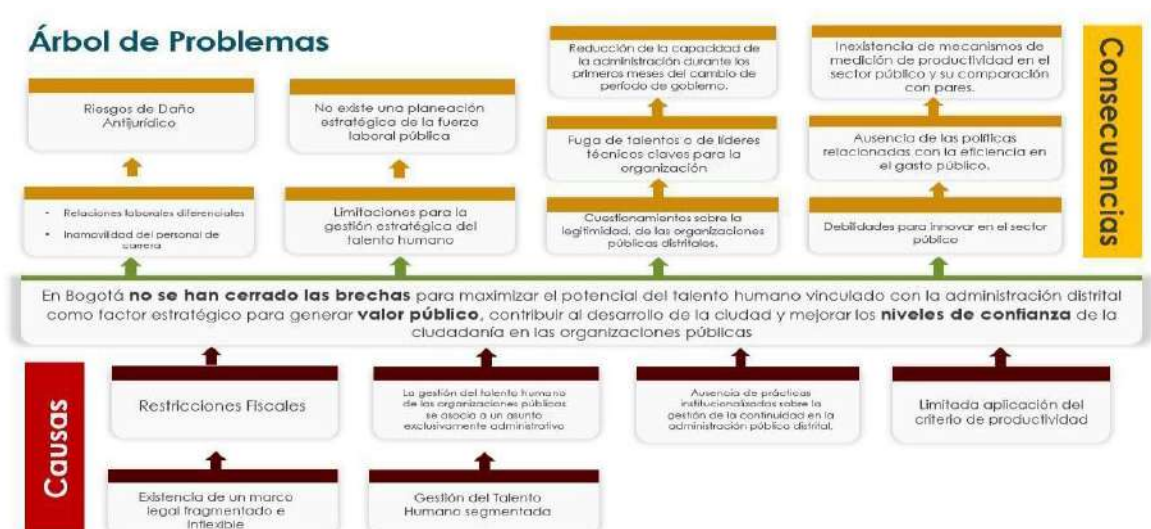 Árbol de Problemas
Consecuencias
Riesgos de Daño
Antijurídico
No existe una planeación
estratégica de la fuerza
laboral pública
Reducción de la capacidad de
la administración durante los
primeros meses del cambio de
período de gobierno.
Inexistencia de mecanismos de
medición de productividad en el
sector público y su comparación
con pares.
Fuga de talentos o de líderes
técnicos claves para la
organización
Ausencia de las políticas
relacionadas con la eficiencia en
el gasto público.
• Relaciones laborales diferenciales
• Inamovilidad del personal de
carrera
Limitaciones para la
gestión estratégica del
talento humano
Cuestionamientos sobre la
legitimidad, de las organizaciones
públicas distritales.
Debilidades para innovar en el sector
público
En Bogotá no se han cerrado las brechas para maximizar el potencial del talento humano vinculado con la administración distrital
como factor estratégico para generar valor público, contribuir al desarrollo de la ciudad y mejorar los niveles de confianza de la
ciudadanía en las organizaciones públicas
Causas
Restricciones Fiscales
La gestión del talento humano
de las organizaciones públicas
se asocia a un asunto
exclusivamente administrativo
Ausencia de prácticas
institucionalizadas sobre la
gestión de la continuidad en la
administración pública distrital.
Limitada aplicación del
criterio de productividad
Existencia de un marco
legal fragmentado e
Inflexible
Gestión del Talento
Humano segmentada